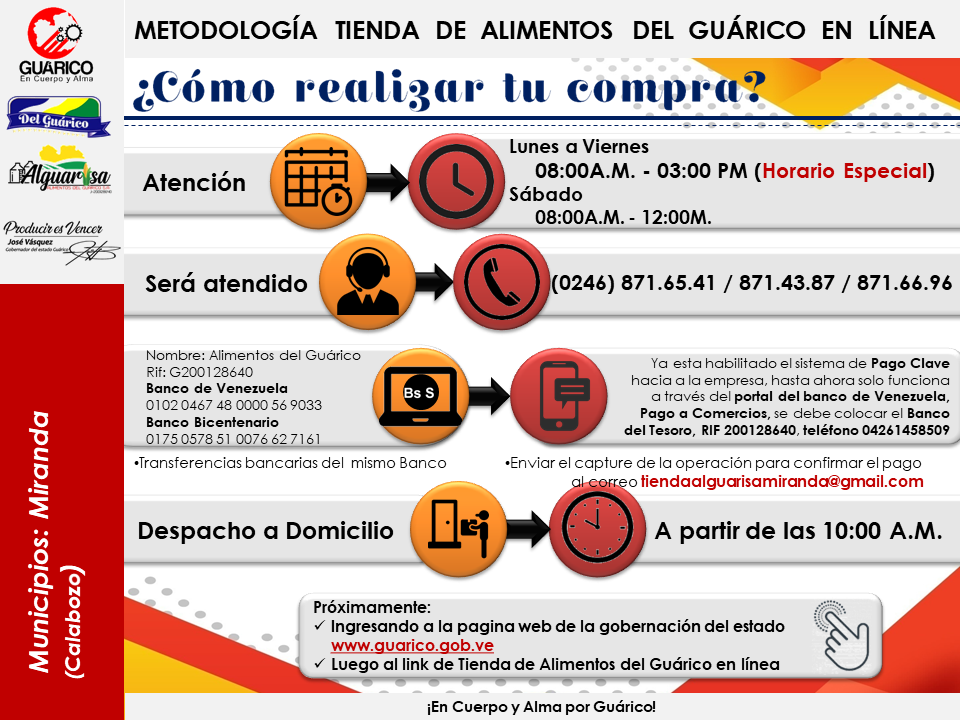 METODOLOGÍA TIENDA DE ALIMENTOS DEL GUÁRICO EN LÍNEA
GUÁRICO
En Cuerpo y Alma
¿Cómo realizar tu compra?
Del Guárico
Alguarisa
ALIMENTOS DEL GUÁRICO S.A.
Producir es Vencer
José Vásquez
Gobernador del estado Guárico
Atención
Lunes a Viernes
08:00A.M. - 03:00 PM (Horario Especial)
Sábado
08:00A.M. - 12:00M.
Será atendido
(0246) 871.65.41 / 871.43.87 / 871.66.96
Nombre: Alimentos del Guárico
Rif: G200128640
Banco de Venezuela
0102 0467 48 0000 56 9033
Banco Bicentenario
0175 0578 51 0076 62 7161
Bs S
Ya esta habilitado el sistema de Pago Clave
hacia a la empresa, hasta ahora solo funciona
a través del portal del banco de Venezuela,
Pago a Comercios, se debe colocar el Banco
del Tesoro, RIF 200128640, teléfono 04261458509
•Transferencias bancarias del mismo Banco
•Enviar el capture de la operación para confirmar el pago
al correo tiendaalguarisamiranda@gmail.com
Despacho a Domicilio
A partir de las 10:00 A.M.
Municipios: Miranda
(Calabozo)
Próximamente:
✓ Ingresando a la pagina web de la gobernación del estado
www.guarico.gob.ve
✓ Luego al link de Tienda de Alimentos del Guárico en línea
¡En Cuerpo y Alma por Guárico!